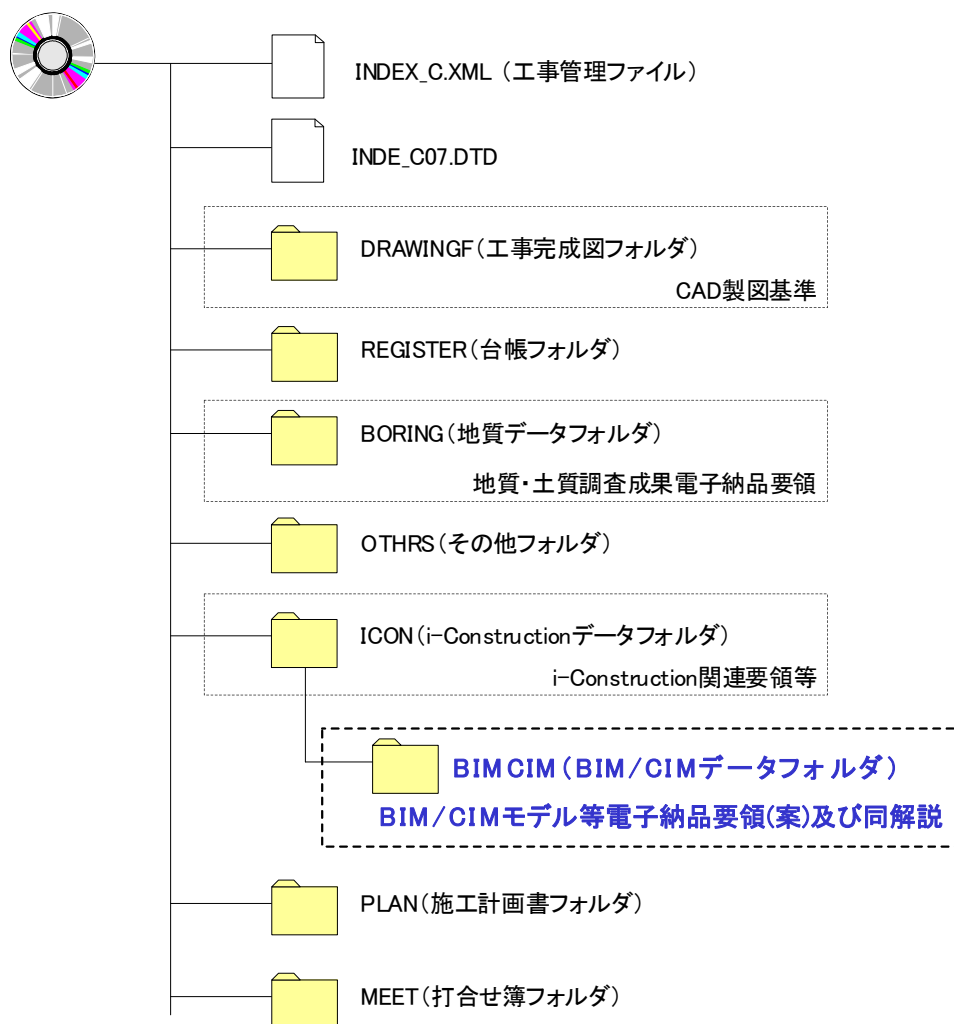 INDEX_C.XML（工事管理ファイル）
INDE_C07.DTD
DRAWINGF（工事完成図フォルダ）
CAD製図基準
REGISTER（台帳フォルダ）
BORING（地質データフォルダ）
地質・土質調査成果電子納品要領
OTHRS（その他フォルダ）
ICON（i-Constructionデータフォルダ）
i-Construction関連要領等
BIMCIM（BIM/CIMデータフォルダ）
BIM/CIMモデル等電子納品要領(案)及び同解説
PLAN（施工計画書フォルダ）
MEET（打合せ簿フォルダ）